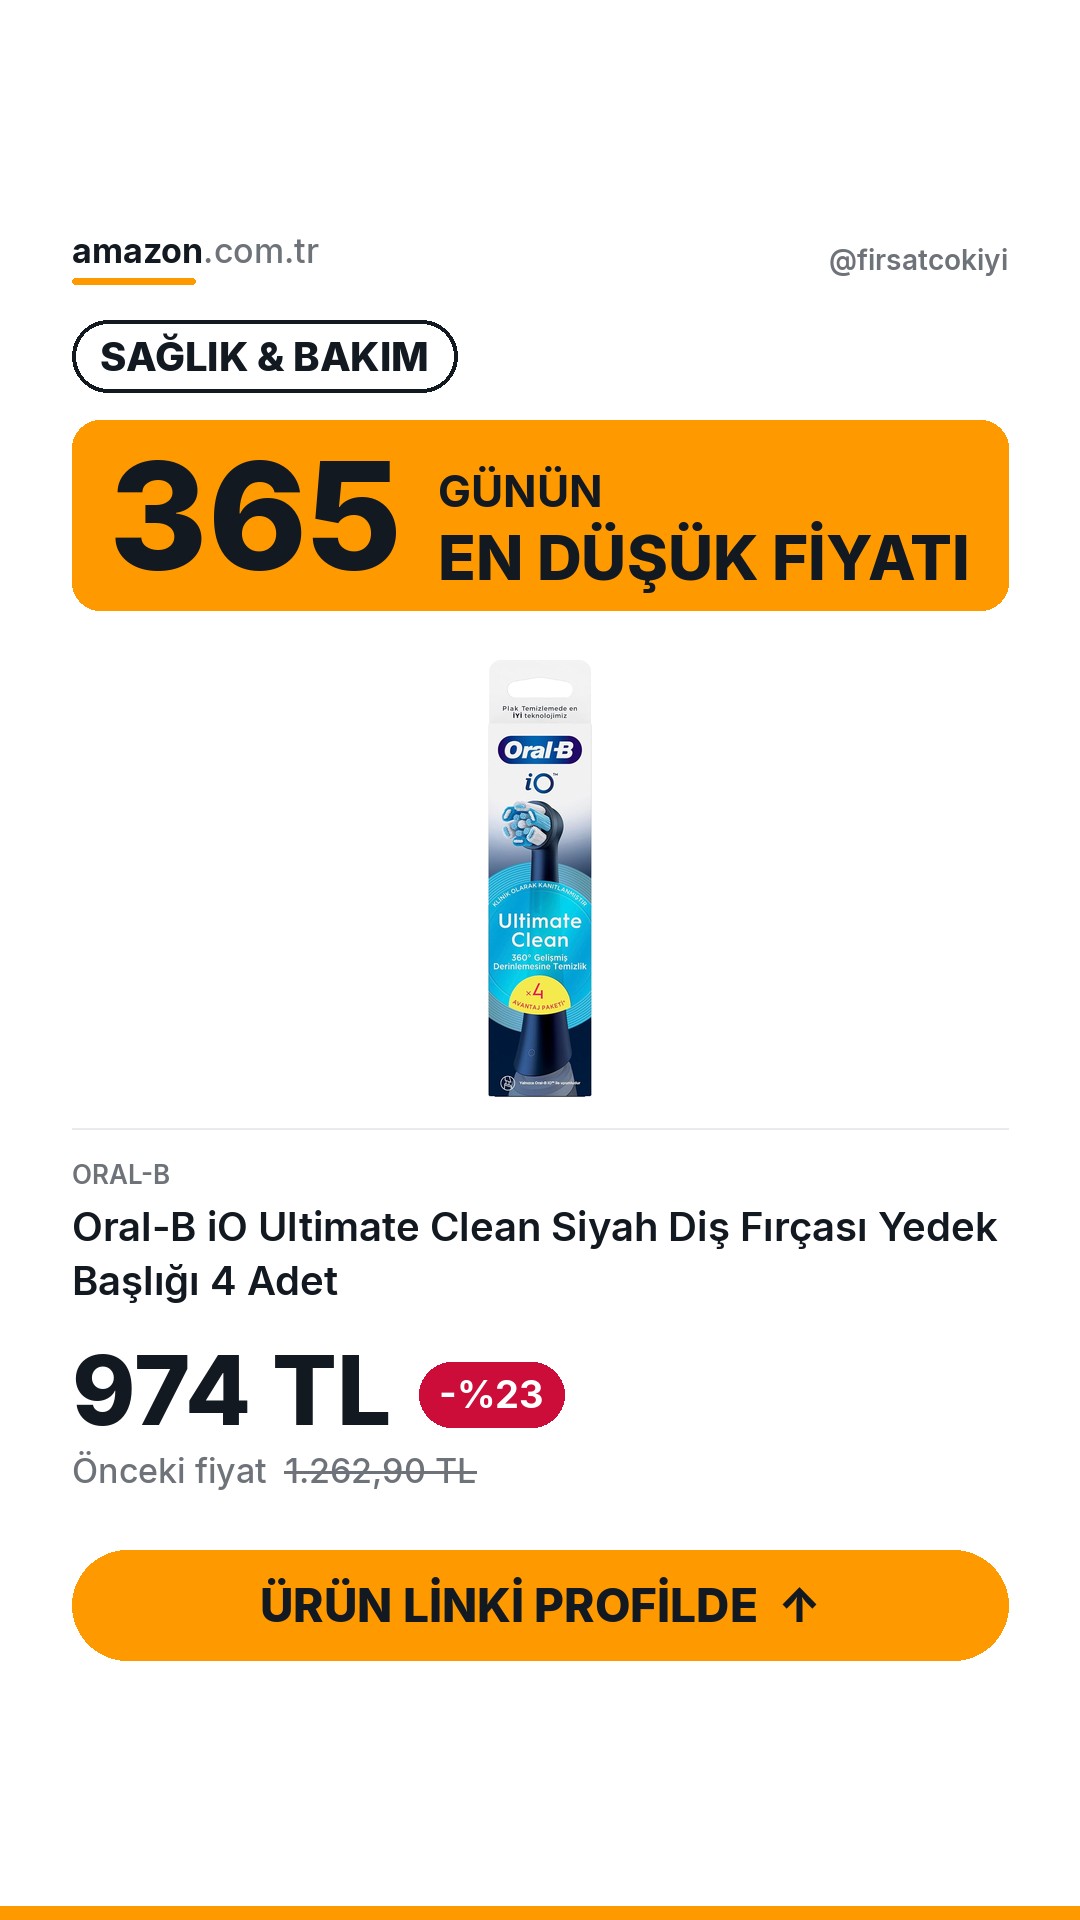 amazon.com.tr
@firsatcokiyi
SAĞLIK & BAKIM
365 GÜNÜN
EN DÜŞÜK FİYATI
Plak Temizlemede en
İYİ teknolojimiz
Oral-B
iO™
KLİNİK OLARAK KANITLANMIŞTIR
Ultimate
Clean
360° Gelişmiş
Derinlemesine Temizlik
x4
AVANTAJ PAKETİ*
ORAL-B
Oral-B iO Ultimate Clean Siyah Diş Fırçası Yedek
Başlığı 4 Adet
974 TL -%23
Önceki fiyat 1.262,90 TL
ÜRÜN LİNKİ PROFİLDE ↑